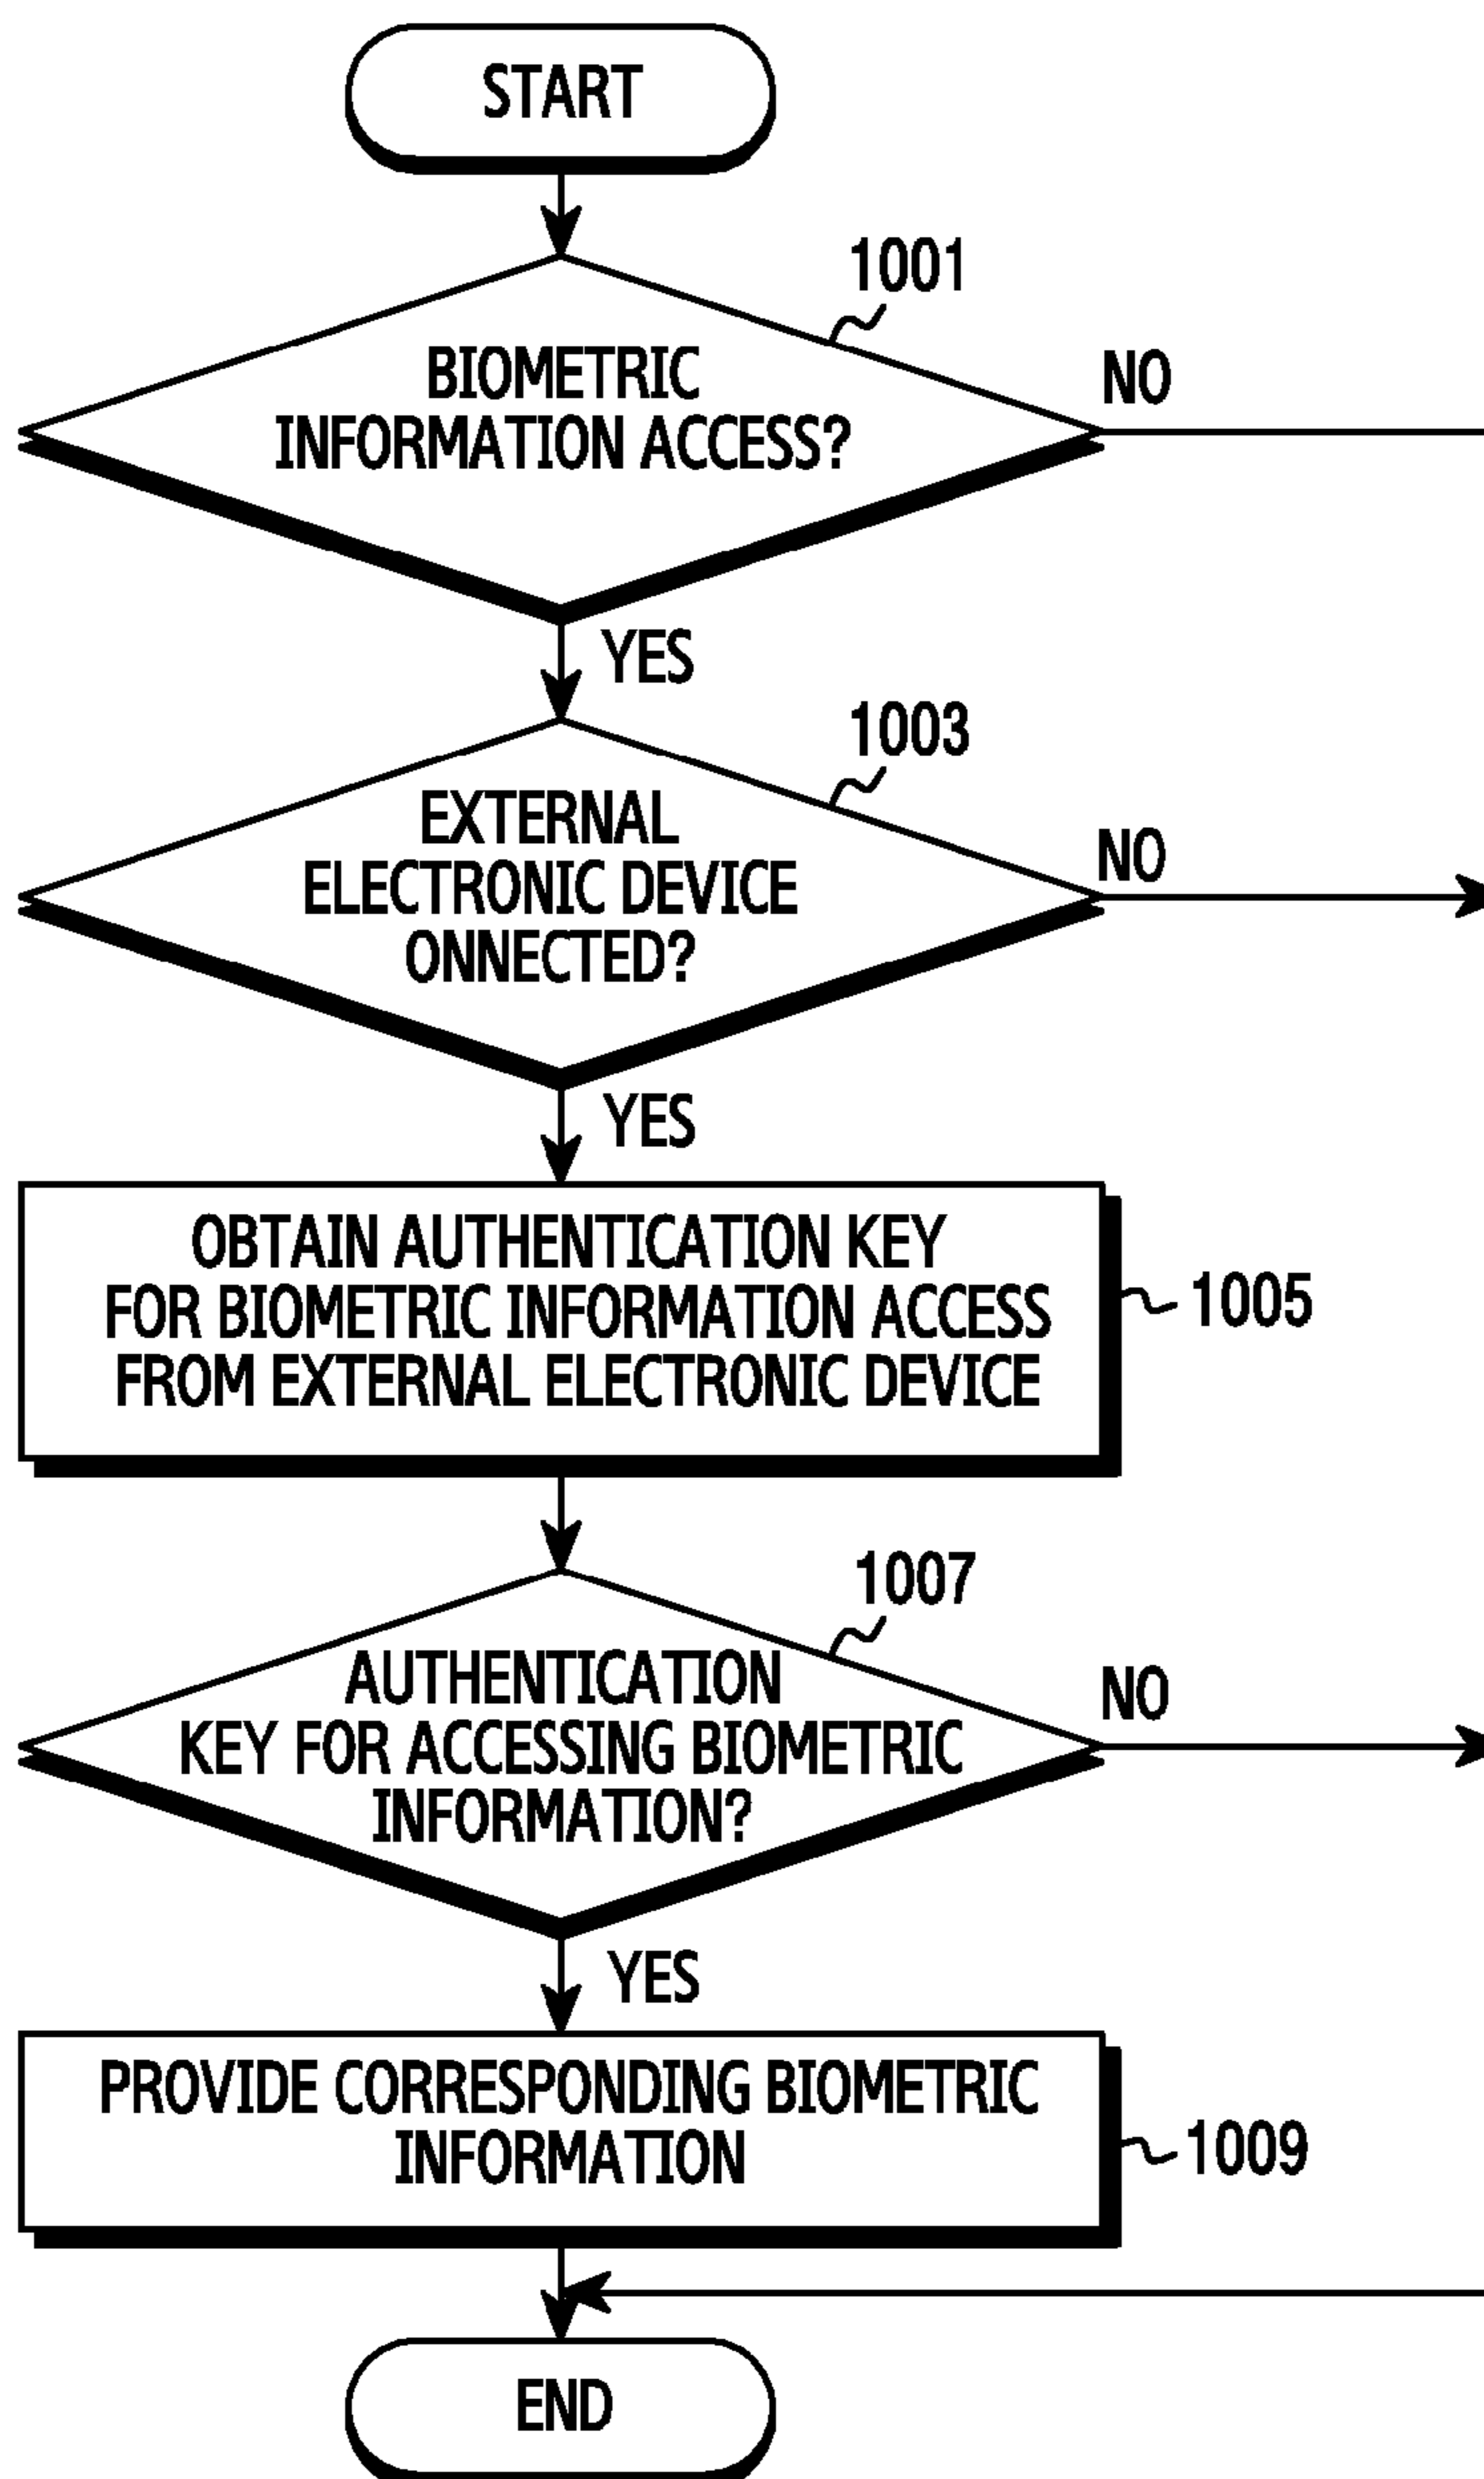 START
1001
BIOMETRIC
INFORMATION ACCESS?
NO
YES
1003
EXTERNAL
ELECTRONIC DEVICE
ONNECTED?
NO
YES
OBTAIN AUTHENTICATION KEY
FOR BIOMETRIC INFORMATION ACCESS
FROM EXTERNAL ELECTRONIC DEVICE
1005
1007
AUTHENTICATION
KEY FOR ACCESSING BIOMETRIC
INFORMATION?
NO
YES
PROVIDE CORRESPONDING BIOMETRIC
INFORMATION
1009
END